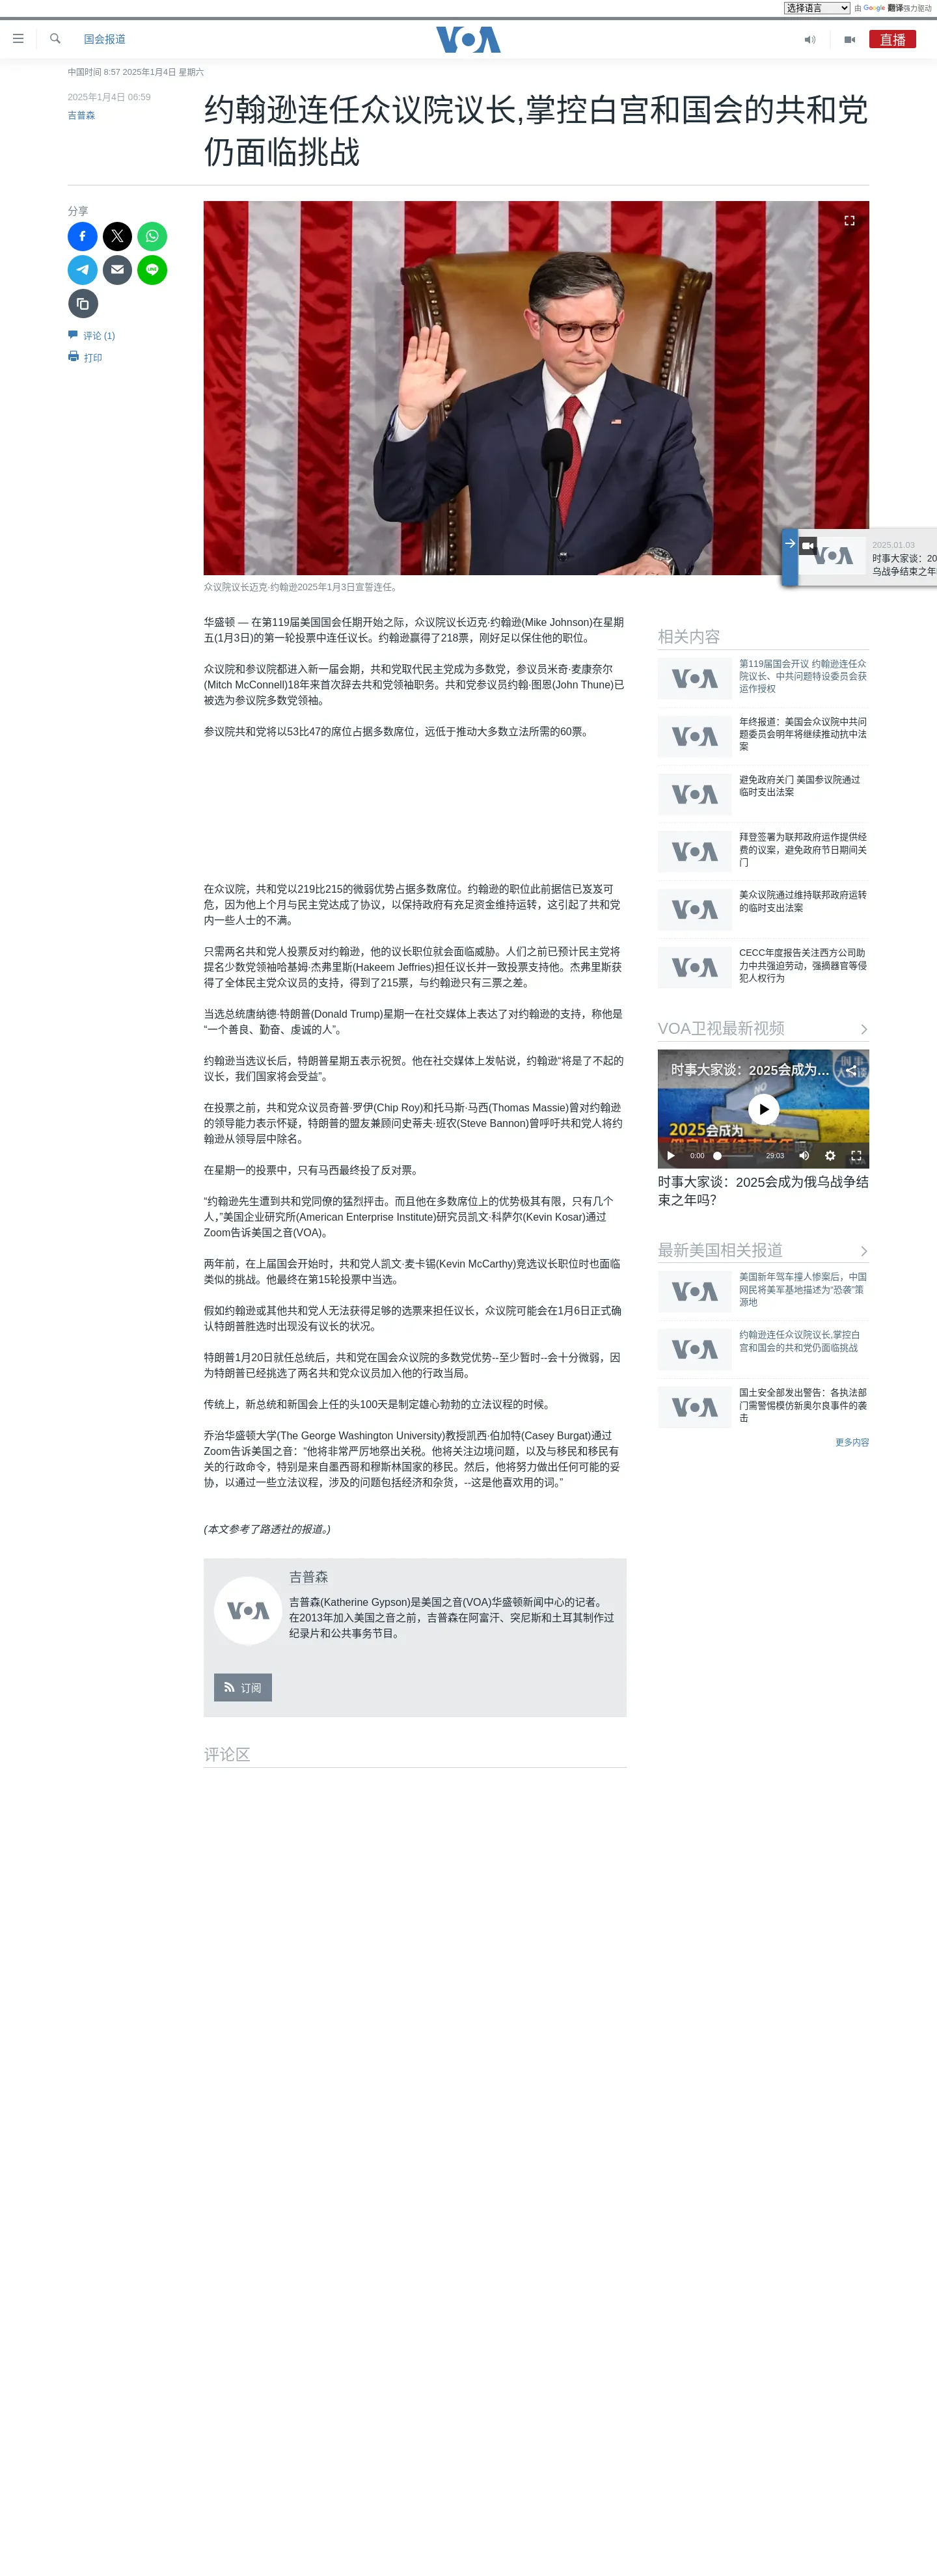 选择语言 由 Google 翻译强力驱动
国会报道
VOA
直播
中国时间 8:57 2025年1月4日 星期六
2025年1月4日 06:59
吉普森
约翰逊连任众议院议长,掌控白宫和国会的共和党
仍面临挑战
分享
评论 (1)
打印
众议院议长迈克·约翰逊2025年1月3日宣誓连任。
2025.01.03
时事大家谈：20
乌战争结束之年
华盛顿 — 在第119届美国国会任期开始之际，众议院议长迈克·约翰逊(Mike Johnson)在星期
五(1月3日)的第一轮投票中连任议长。约翰逊赢得了218票，刚好足以保住他的职位。
众议院和参议院都进入新一届会期，共和党取代民主党成为多数党，参议员米奇·麦康奈尔
(Mitch McConnell)18年来首次辞去共和党领袖职务。共和党参议员约翰·图恩(John Thune)已
被选为参议院多数党领袖。
参议院共和党将以53比47的席位占据多数席位，远低于推动大多数立法所需的60票。
在众议院，共和党以219比215的微弱优势占据多数席位。约翰逊的职位此前据信已岌岌可
危，因为他上个月与民主党达成了协议，以保持政府有充足资金维持运转，这引起了共和党
内一些人士的不满。
只需两名共和党人投票反对约翰逊，他的议长职位就会面临威胁。人们之前已预计民主党将
提名少数党领袖哈基姆·杰弗里斯(Hakeem Jeffries)担任议长并一致投票支持他。杰弗里斯获
得了全体民主党众议员的支持，得到了215票，与约翰逊只有三票之差。
当选总统唐纳德·特朗普(Donald Trump)星期一在社交媒体上表达了对约翰逊的支持，称他是
“一个善良、勤奋、虔诚的人”。
约翰逊当选议长后，特朗普星期五表示祝贺。他在社交媒体上发帖说，约翰逊“将是了不起的
议长，我们国家将会受益”。
在投票之前，共和党众议员奇普·罗伊(Chip Roy)和托马斯·马西(Thomas Massie)曾对约翰逊
的领导能力表示怀疑，特朗普的盟友兼顾问史蒂夫·班农(Steve Bannon)曾呼吁共和党人将约
翰逊从领导层中除名。
在星期一的投票中，只有马西最终投了反对票。
“约翰逊先生遭到共和党同僚的猛烈抨击。而且他在多数席位上的优势极其有限，只有几个
人，”美国企业研究所(American Enterprise Institute)研究员凯文·科萨尔(Kevin Kosar)通过
Zoom告诉美国之音(VOA)。
两年前，在上届国会开始时，共和党人凯文·麦卡锡(Kevin McCarthy)竞选议长职位时也面临
类似的挑战。他最终在第15轮投票中当选。
假如约翰逊或其他共和党人无法获得足够的选票来担任议长，众议院可能会在1月6日正式确
认特朗普胜选时出现没有议长的状况。
特朗普1月20日就任总统后，共和党在国会众议院的多数党优势--至少暂时--会十分微弱，因
为特朗普已经挑选了两名共和党众议员加入他的行政当局。
传统上，新总统和新国会上任的头100天是制定雄心勃勃的立法议程的时候。
乔治华盛顿大学(The George Washington University)教授凯西·伯加特(Casey Burgat)通过
Zoom告诉美国之音：“他将非常严厉地祭出关税。他将关注边境问题，以及与移民和移民有
关的行政命令，特别是来自墨西哥和穆斯林国家的移民。然后，他将努力做出任何可能的妥
协，以通过一些立法议程，涉及的问题包括经济和杂货，--这是他喜欢用的词。”
(本文参考了路透社的报道。)
吉普森
吉普森(Katherine Gypson)是美国之音(VOA)华盛顿新闻中心的记者。
在2013年加入美国之音之前，吉普森在阿富汗、突尼斯和土耳其制作过
纪录片和公共事务节目。
订阅
评论区
相关内容
第119届国会开议 约翰逊连任众
院议长、中共问题特设委员会获
运作授权
年终报道：美国会众议院中共问
题委员会明年将继续推动抗中法
案
避免政府关门 美国参议院通过
临时支出法案
拜登签署为联邦政府运作提供经
费的议案，避免政府节日期间关
门
美众议院通过维持联邦政府运转
的临时支出法案
CECC年度报告关注西方公司助
力中共强迫劳动，强摘器官等侵
犯人权行为
VOA卫视最新视频
时事大家谈：2025会成为…
2025会成为
俄乌战争结束之年吗?
0:00 29:03
时事大家谈：2025会成为俄乌战争结
束之年吗?
最新美国相关报道
美国新年驾车撞人惨案后，中国
网民将美军基地描述为“恐袭”策
源地
约翰逊连任众议院议长,掌控白
宫和国会的共和党仍面临挑战
国土安全部发出警告：各执法部
门需警惕模仿新奥尔良事件的袭
击
更多内容